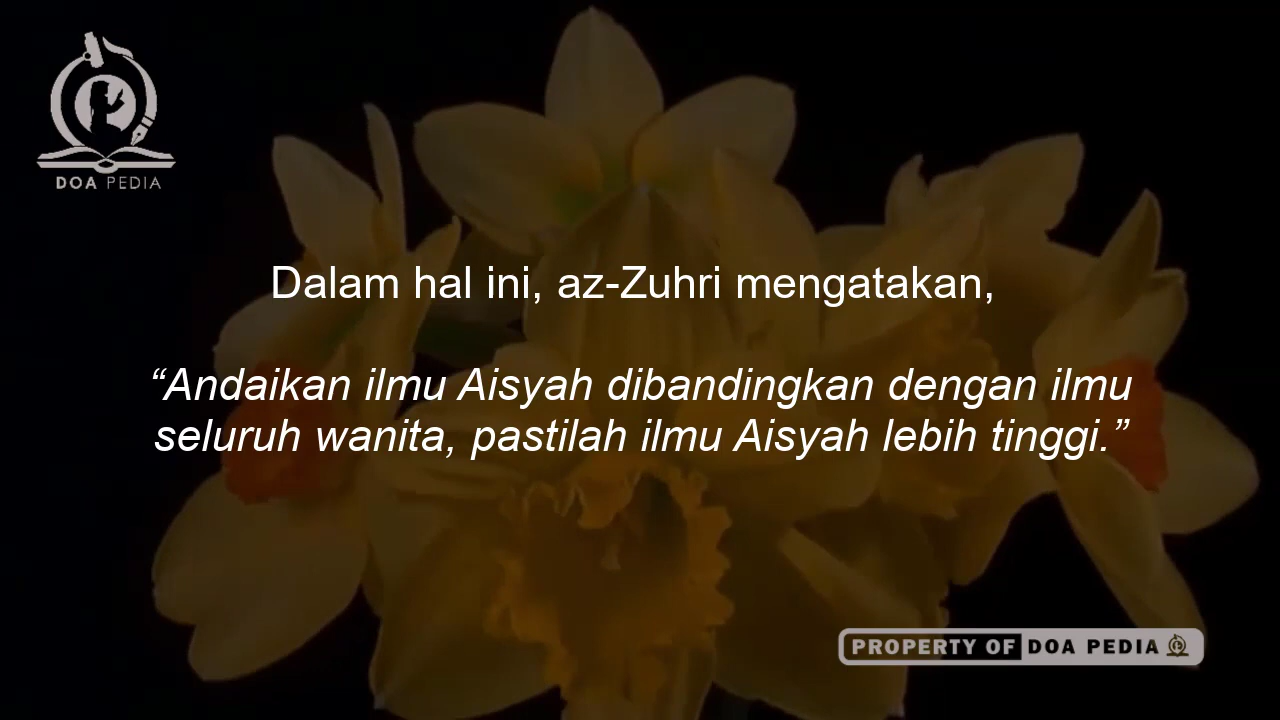 DOA PEDIA
Dalam hal ini, az-Zuhri mengatakan,
“Andaikan ilmu Aisyah dibandingkan dengan ilmu
seluruh wanita, pastilah ilmu Aisyah lebih tinggi.”
PROPERTY OF DOA PEDIA